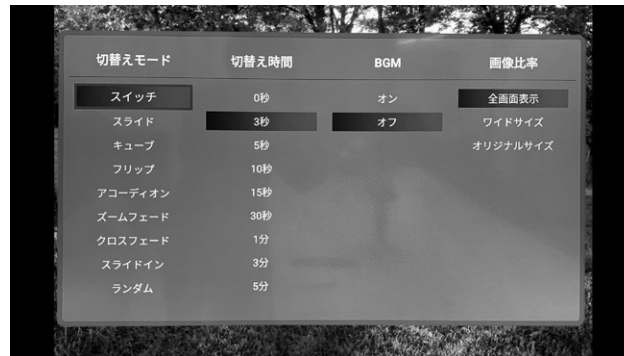 切替えモード 切替え時間 BGM 画像比率
スイッチ 0秒 オン 全画面表示
スライド 3秒 オフ ワイドサイズ
キューブ 5秒 オリジナルサイズ
フリップ 10秒
アコーディオン 15秒
ズームフェード 30秒
クロスフェード 1分
スライドイン 3分
ランダム 5分